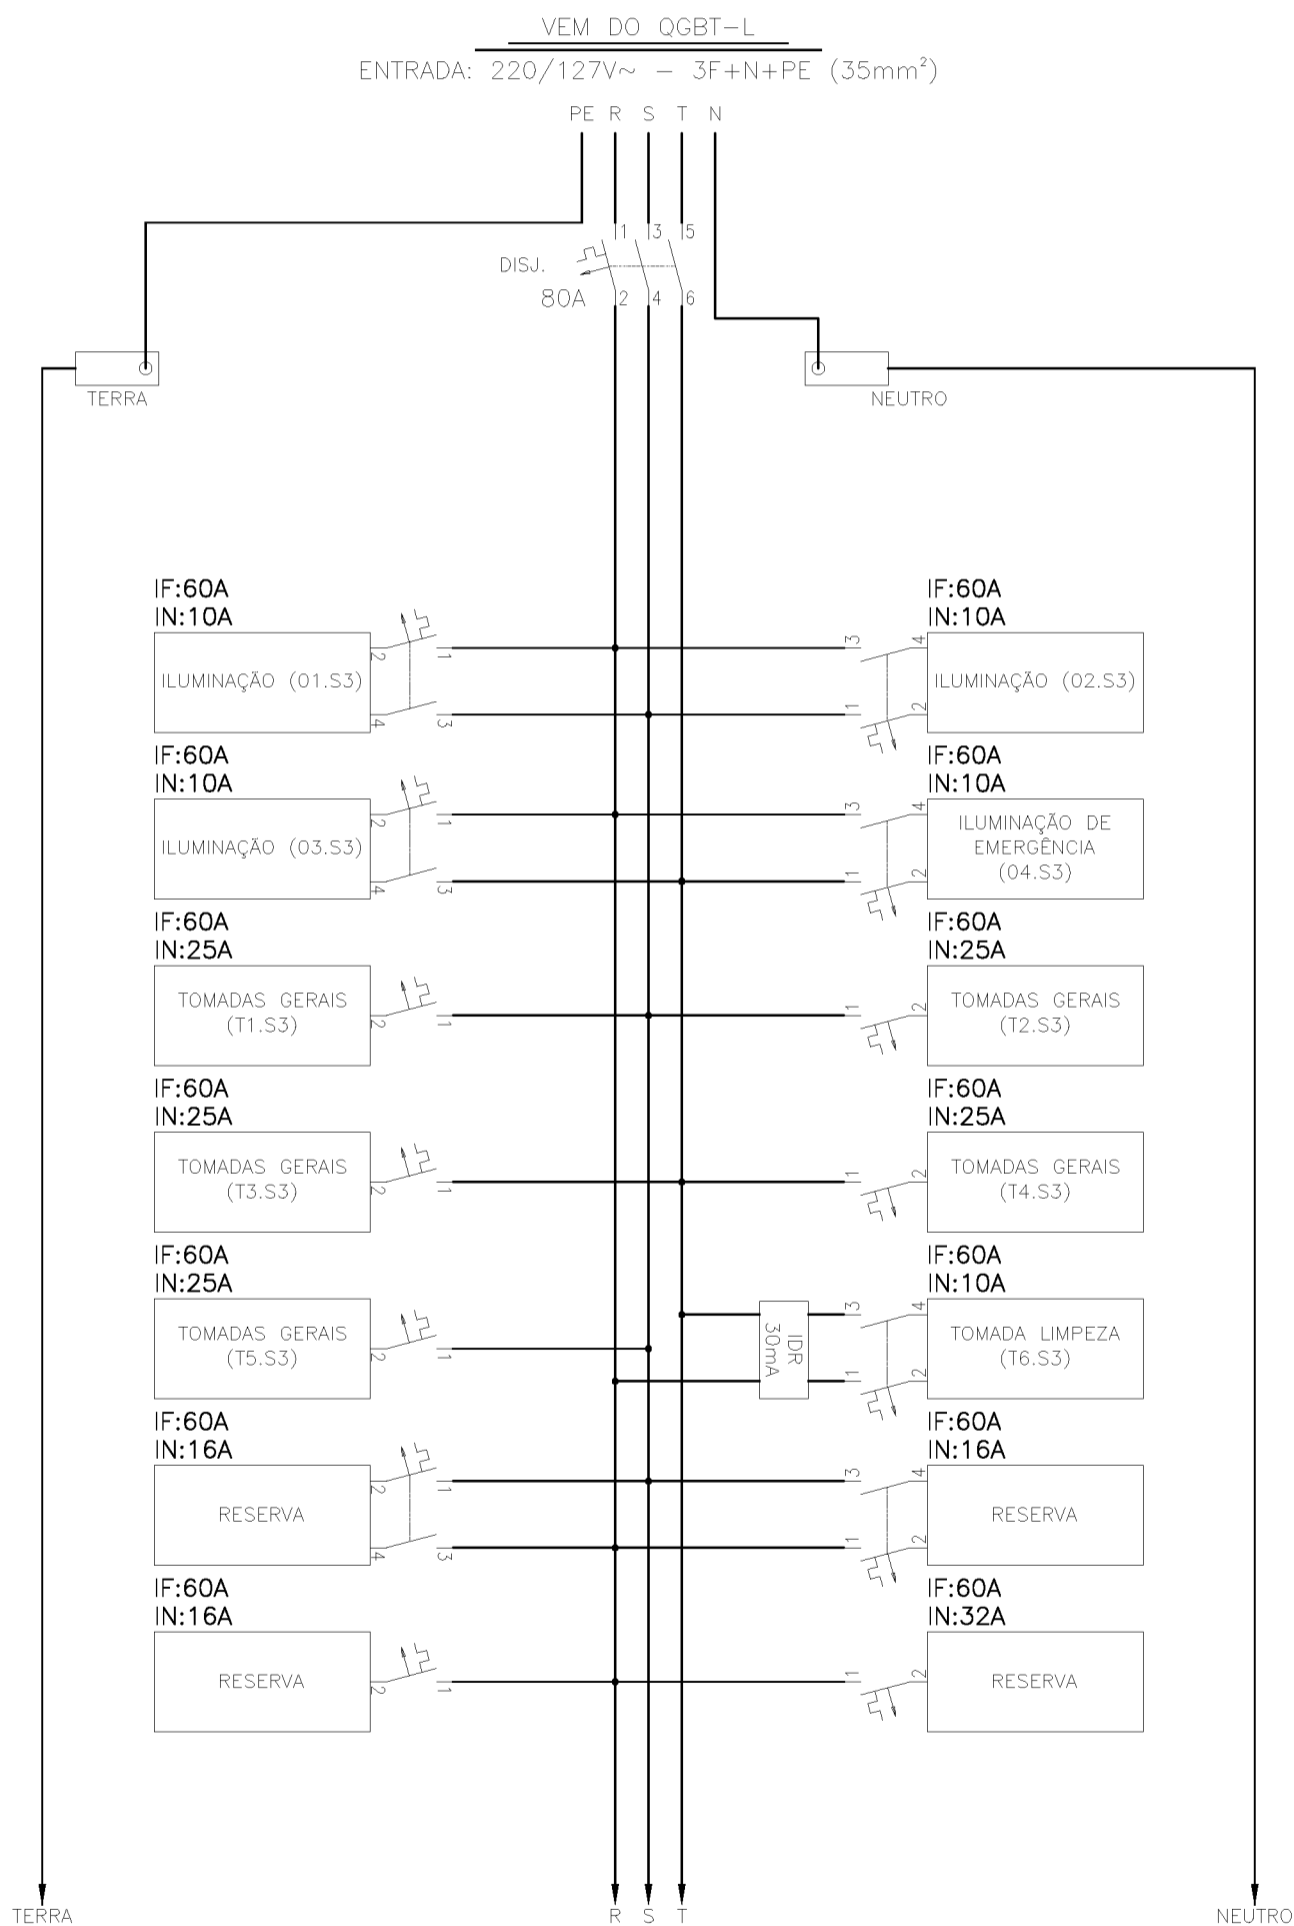 VEM DO QGBT-L
ENTRADA: 220/127V~ - 3F+N+PE (35mm²)
PE R S T N
1 3 5
DISJ.
80A
2 4 6
TERRA
NEUTRO
IF:60A
IN:10A
ILUMINAÇÃO (01.S3)
2 1
4 3
IF:60A
IN:10A
3 4
1 2
ILUMINAÇÃO (02.S3)
IF:60A
IN:10A
ILUMINAÇÃO (03.S3)
2 1
4 3
IF:60A
IN:10A
3 4
1 2
ILUMINAÇÃO DE
EMERGÊNCIA
(04.S3)
IF:60A
IN:25A
TOMADAS GERAIS
(T1.S3)
2 1
IF:60A
IN:25A
1 2
TOMADAS GERAIS
(T2.S3)
IF:60A
IN:25A
TOMADAS GERAIS
(T3.S3)
2 1
IF:60A
IN:25A
1 2
TOMADAS GERAIS
(T4.S3)
IF:60A
IN:25A
TOMADAS GERAIS
(T5.S3)
2 1
IDR
30mA
IF:60A
IN:10A
3 4
1 2
TOMADA LIMPEZA
(T6.S3)
IF:60A
IN:16A
RESERVA
2 1
4 3
IF:60A
IN:16A
3 4
1 2
RESERVA
IF:60A
IN:16A
RESERVA
2 1
IF:60A
IN:32A
1 2
RESERVA
TERRA
R S T
NEUTRO